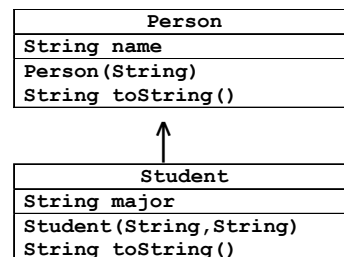 Person
String name
Person(String)
String toString()
Student
String major
Student(String,String)
String toString()